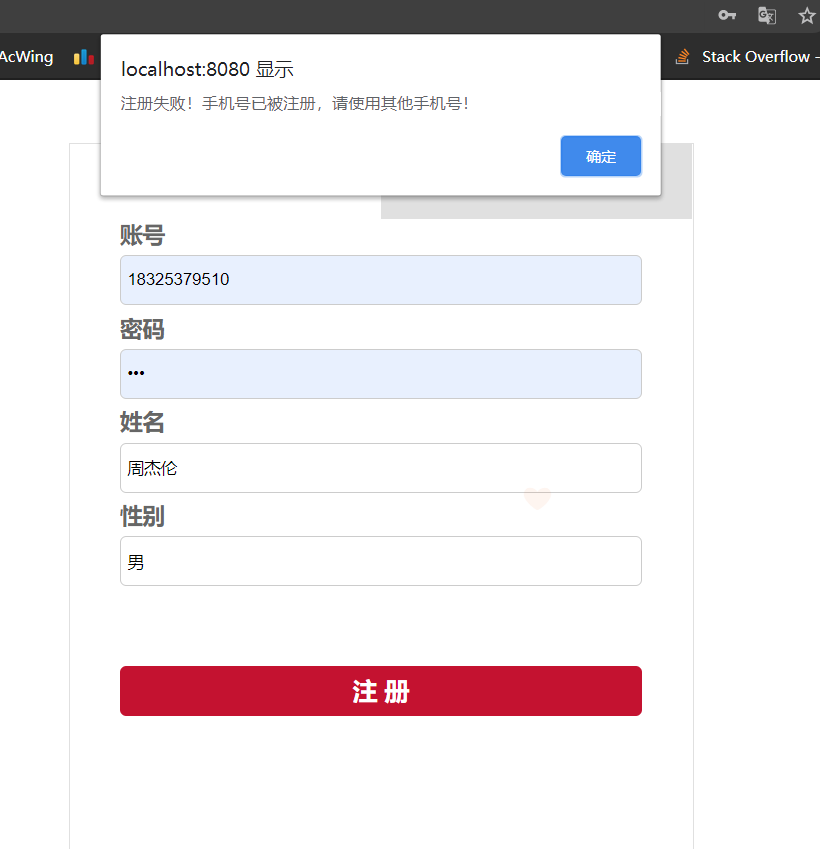 AcWing
Stack Overflow -
localhost:8080 显示
注册失败！手机号已被注册，请使用其他手机号！
确定
账号
18325379510
密码
•••
姓名
周杰伦
性别
男
注 册